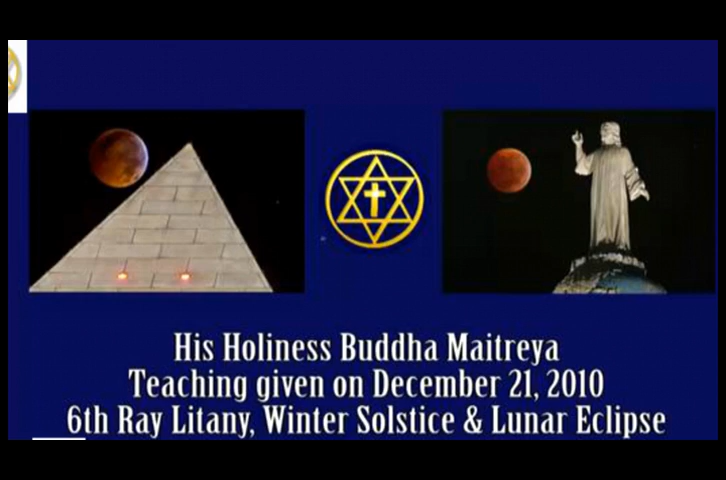 His Holiness Buddha Maitreya
Teaching given on December 21, 2010
6th Ray Litany, Winter Solstice & Lunar Eclipse